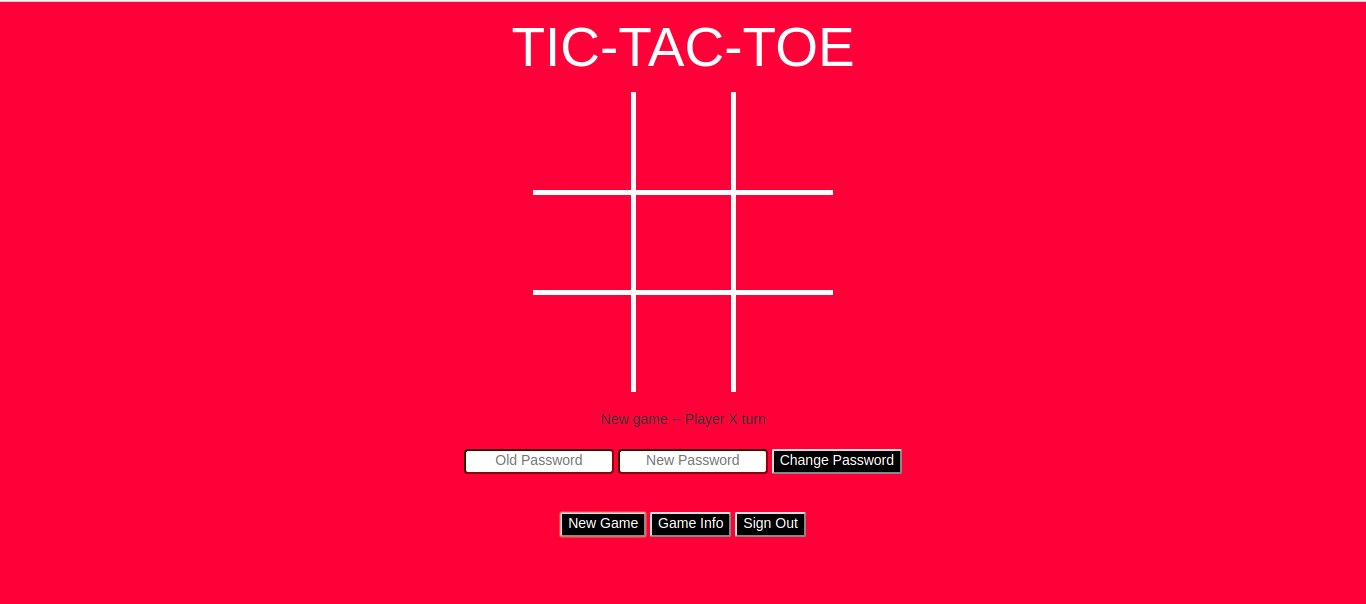 TIC-TAC-TOE
New game -- Player X turn
Old Password New Password Change Password
New Game Game Info Sign Out